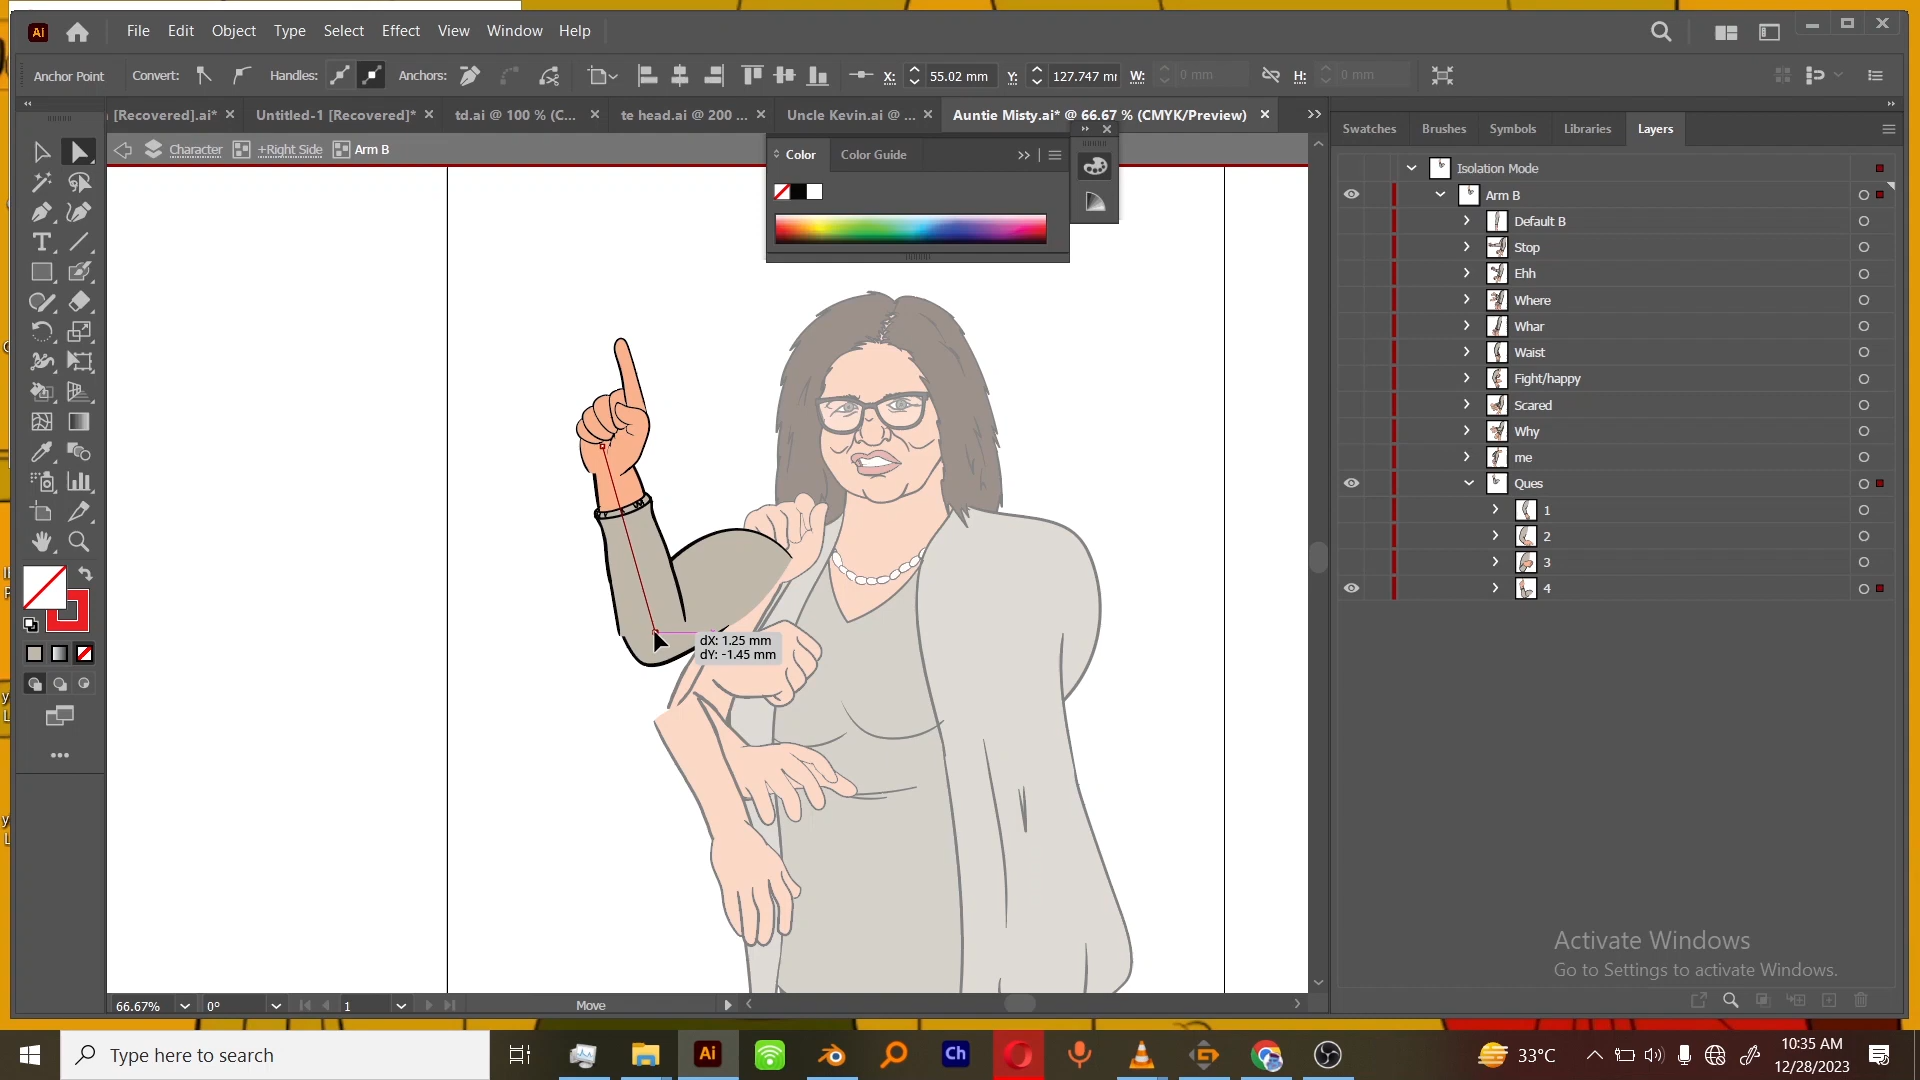 Ai
File Edit Object Type Select Effect View Window Help
Anchor Point Convert: Handles: Anchors: X: 55.02 mm Y: 127.747 mm W: 0 mm H: 0 mm
[Recovered].ai* Untitled-1 [Recovered]* td.ai @ 100 % (C... te head.ai @ 200 ... Uncle Kevin.ai @ ... Auntie Misty.ai* @ 66.67 % (CMYK/Preview)
Swatches Brushes Symbols Libraries Layers
Character +Right Side Arm B
Color Color Guide
Isolation Mode
Arm B
Default B
Stop
Ehh
Where
Whar
Waist
Fight/happy
Scared
Why
me
Ques
1
2
3
4
dX: 1.25 mm
dY: -1.45 mm
Activate Windows
Go to Settings to activate Windows.
66.67% 0° 1 Move
Type here to search
Ai Ch
33°C
10:35 AM
12/28/2023